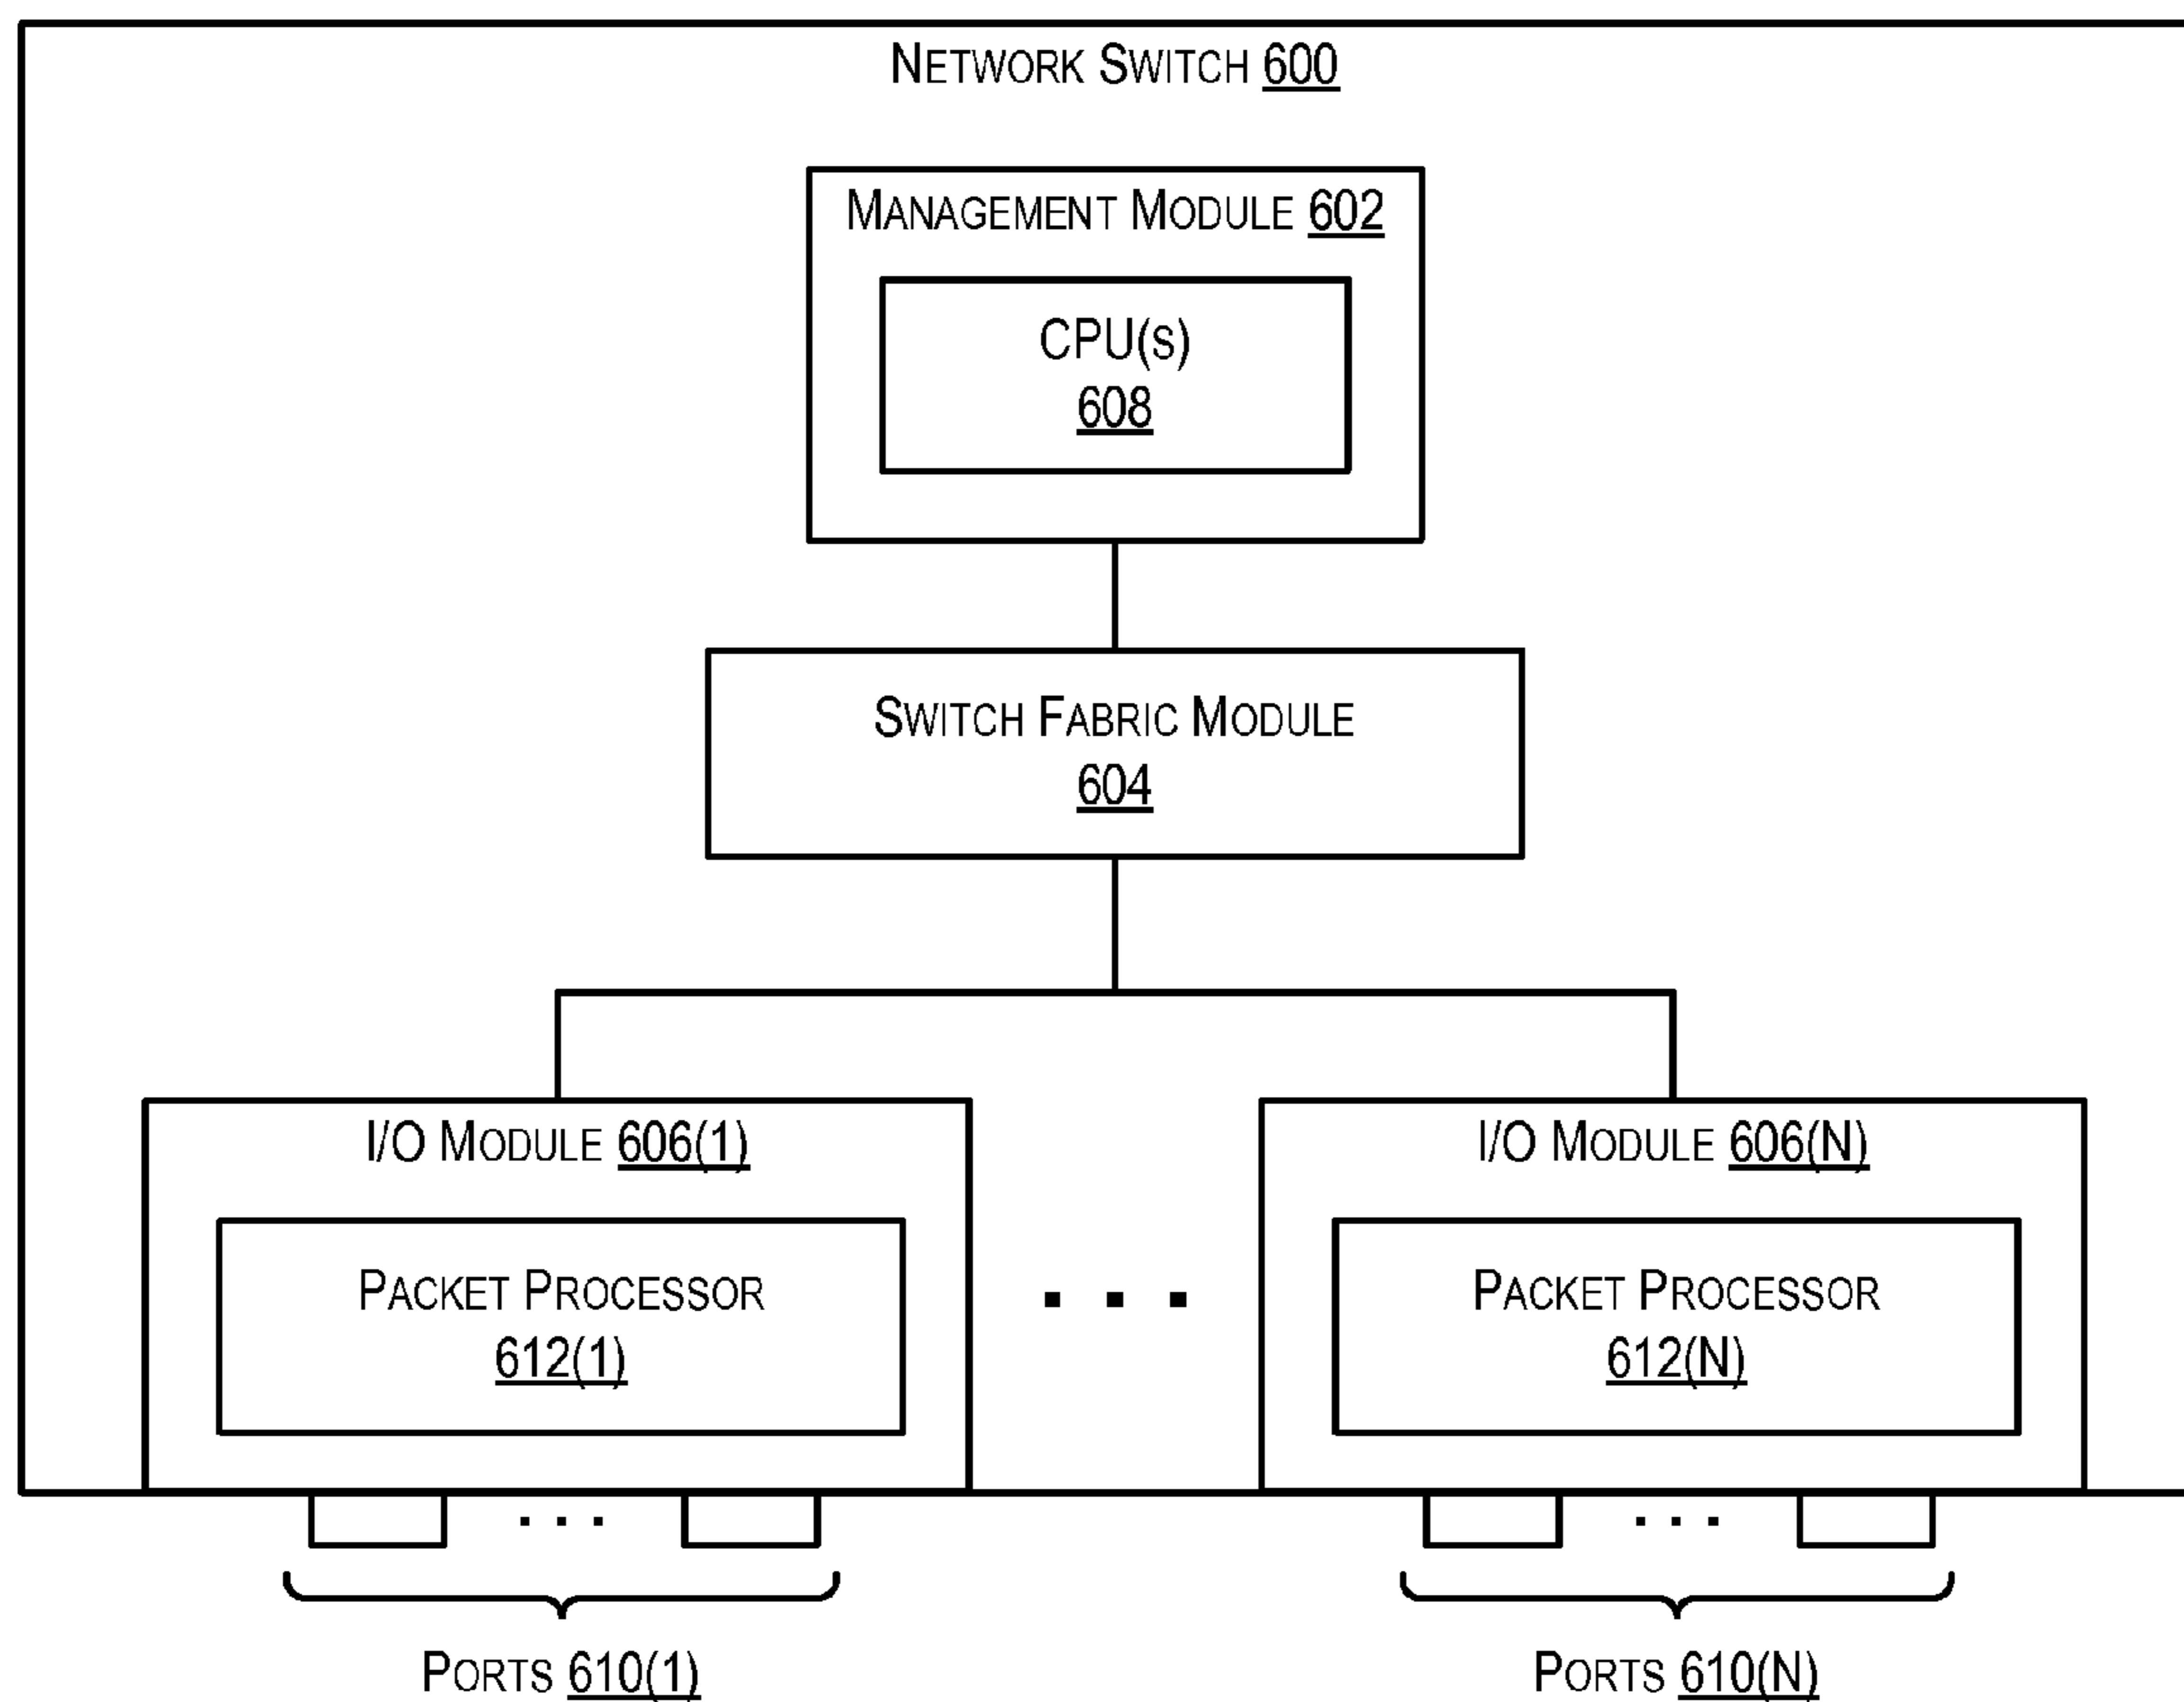 NETWORK SWITCH 600
MANAGEMENT MODULE 602
CPU(S)
608
SWITCH FABRIC MODULE
604
I/O MODULE 606(1)
I/O MODULE 606(N)
PACKET PROCESSOR
612(1)
. . .
PACKET PROCESSOR
612(N)
. . .
. . .
PORTS 610(1)
PORTS 610(N)